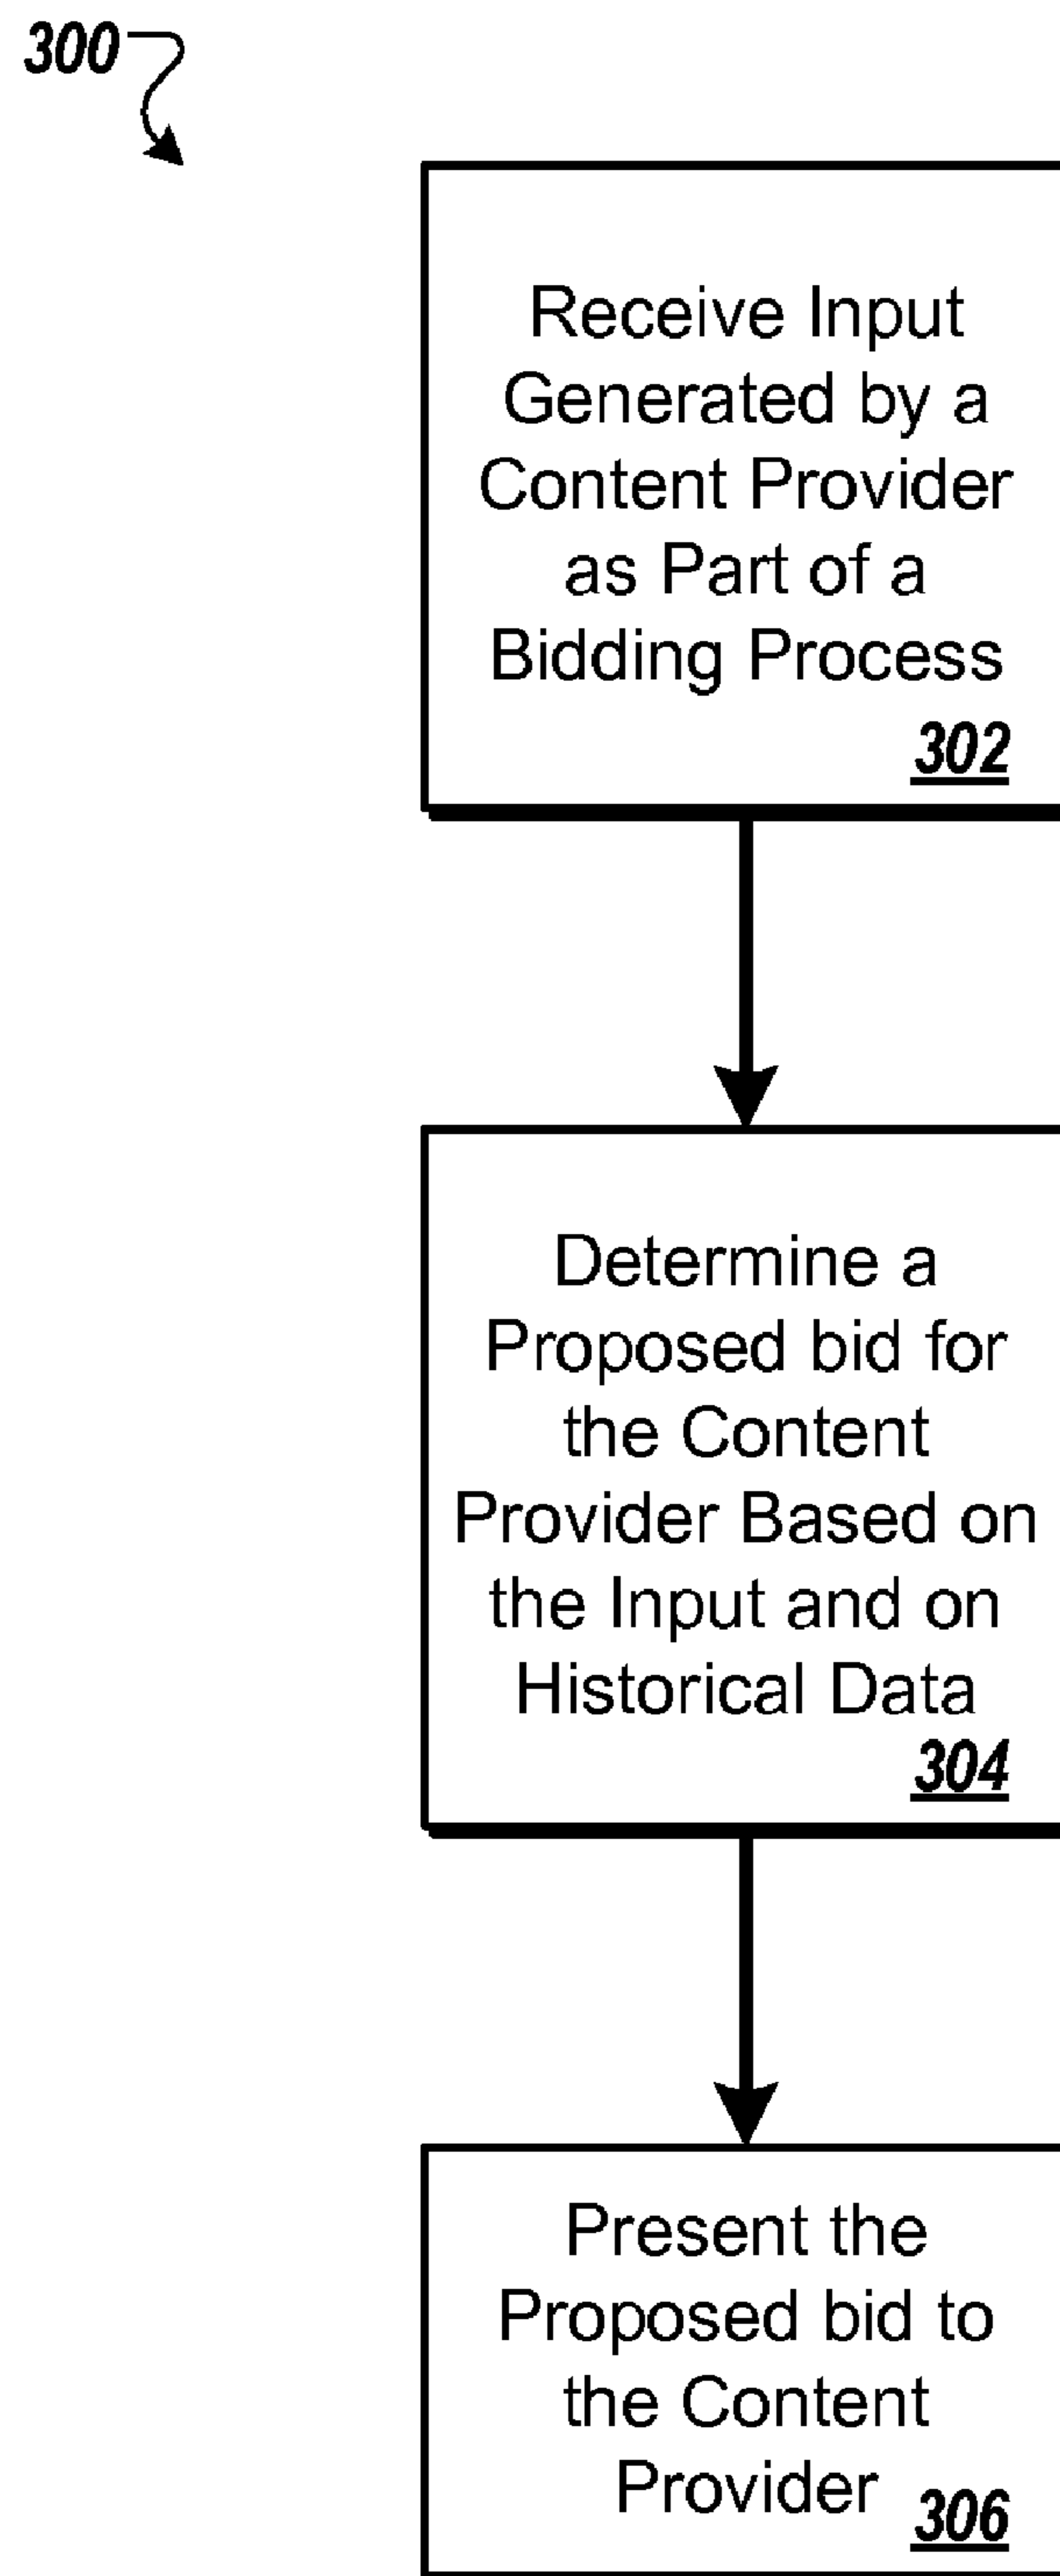 300
Receive Input
Generated by a
Content Provider
as Part of a
Bidding Process
302
Determine a
Proposed bid for
the Content
Provider Based on
the Input and on
Historical Data
304
Present the
Proposed bid to
the Content
Provider
306